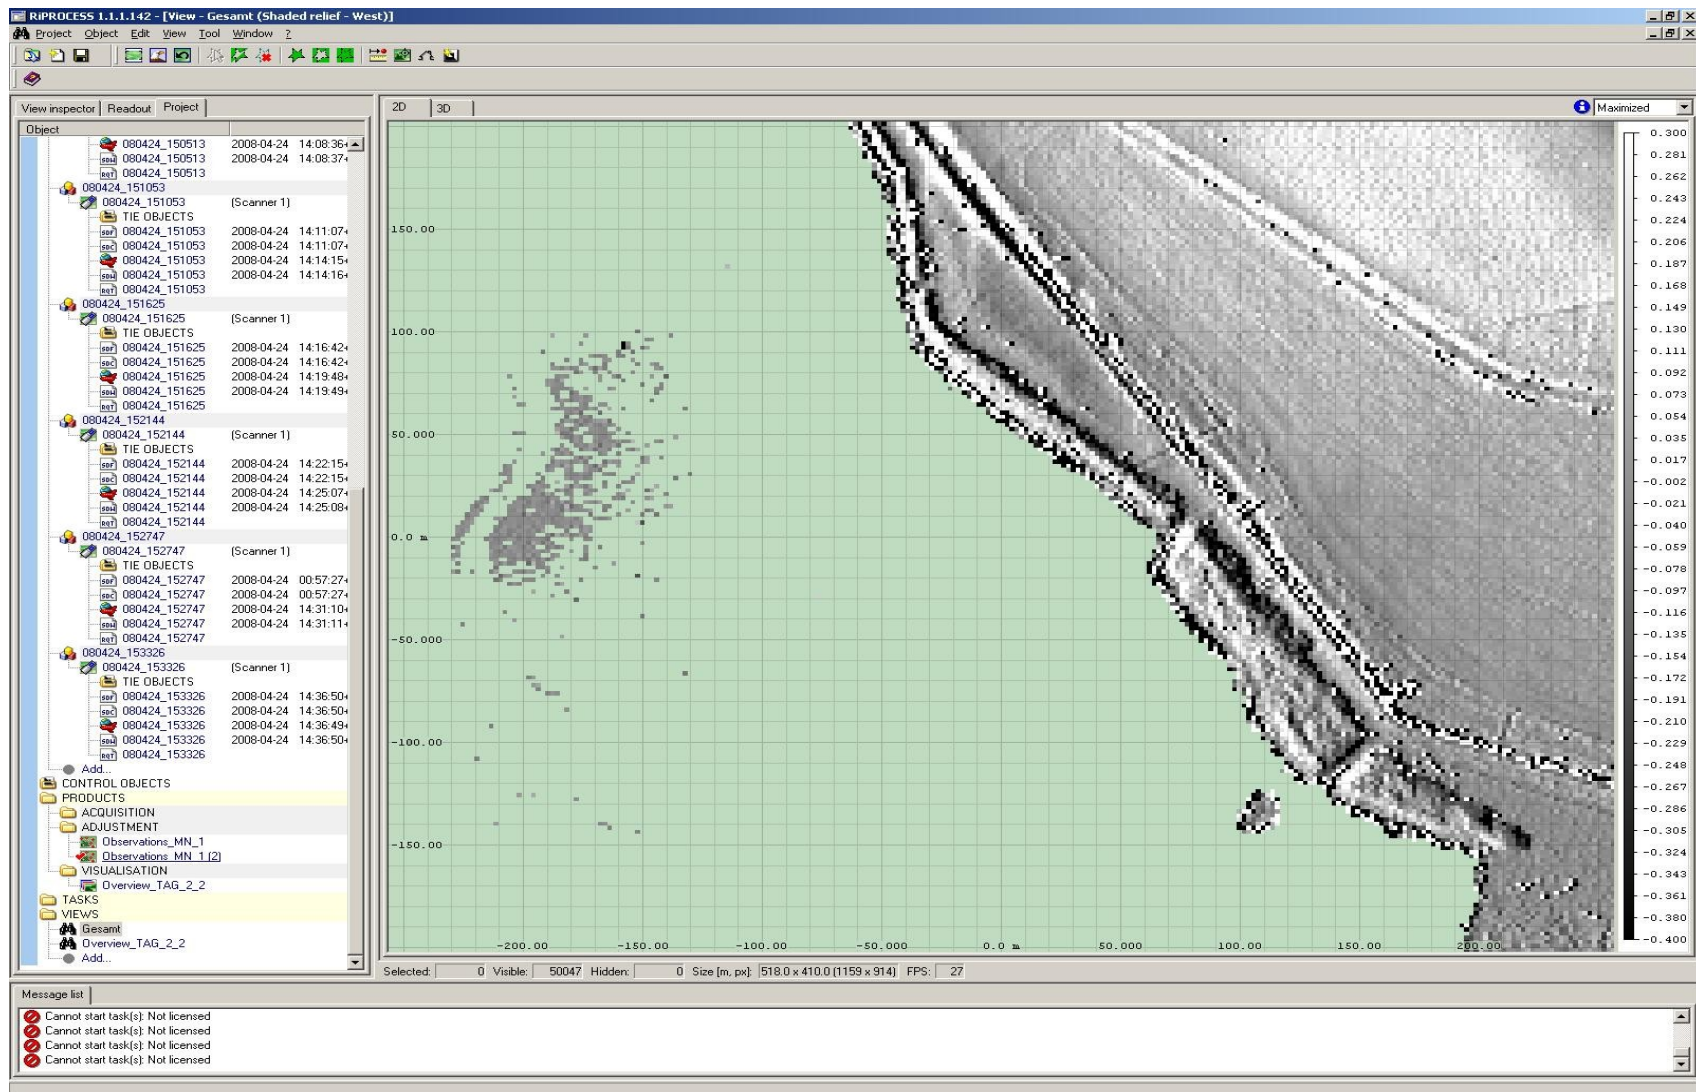 RiPROCESS 1.1.1.142 - [View - Gesamt (Shaded relief - West)]
Project Object Edit View Tool Window ?
View inspector Readout Project
Object
080424_150513 2008-04-24 14:08:36+
080424_150513 2008-04-24 14:08:37+
080424_150513
080424_151053
080424_151053 (Scanner 1)
TIE OBJECTS
080424_151053 2008-04-24 14:11:07+
080424_151053 2008-04-24 14:11:07+
080424_151053 2008-04-24 14:14:15+
080424_151053 2008-04-24 14:14:16+
080424_151053
080424_151625
080424_151625 (Scanner 1)
TIE OBJECTS
080424_151625 2008-04-24 14:16:42+
080424_151625 2008-04-24 14:16:42+
080424_151625 2008-04-24 14:19:48+
080424_151625 2008-04-24 14:19:49+
080424_151625
080424_152144
080424_152144 (Scanner 1)
TIE OBJECTS
080424_152144 2008-04-24 14:22:15+
080424_152144 2008-04-24 14:22:15+
080424_152144 2008-04-24 14:25:07+
080424_152144 2008-04-24 14:25:08+
080424_152144
080424_152747
080424_152747 (Scanner 1)
TIE OBJECTS
080424_152747 2008-04-24 00:57:27+
080424_152747 2008-04-24 00:57:27+
080424_152747 2008-04-24 14:31:10+
080424_152747 2008-04-24 14:31:11+
080424_152747
080424_153326
080424_153326 (Scanner 1)
TIE OBJECTS
080424_153326 2008-04-24 14:36:50+
080424_153326 2008-04-24 14:36:50+
080424_153326 2008-04-24 14:36:49+
080424_153326 2008-04-24 14:36:50+
080424_153326
Add...
CONTROL OBJECTS
PRODUCTS
ACQUISITION
ADJUSTMENT
Observations_MN_1
Observations_MN_1 (2)
VISUALISATION
Overview_TAG_2_2
TASKS
VIEWS
Gesamt
Overview_TAG_2_2
Add...
2D 3D
Maximized
150.00
100.00
50.000
0.0 m
-50.000
-100.00
-150.00
-200.00 -150.00 -100.00 -50.000 0.0 m 50.000 100.00 150.00 200.00
0.300
0.281
0.262
0.243
0.224
0.206
0.187
0.168
0.149
0.130
0.111
0.092
0.073
0.054
0.035
0.017
-0.002
-0.021
-0.040
-0.059
-0.078
-0.097
-0.116
-0.135
-0.154
-0.172
-0.191
-0.210
-0.229
-0.248
-0.267
-0.286
-0.305
-0.324
-0.343
-0.361
-0.380
-0.400
Selected: 0 Visible: 50047 Hidden: 0 Size [m, px]: 518.0 x 410.0 (1159 x 914) FPS: 27
Message list
Cannot start task(s): Not licensed
Cannot start task(s): Not licensed
Cannot start task(s): Not licensed
Cannot start task(s): Not licensed